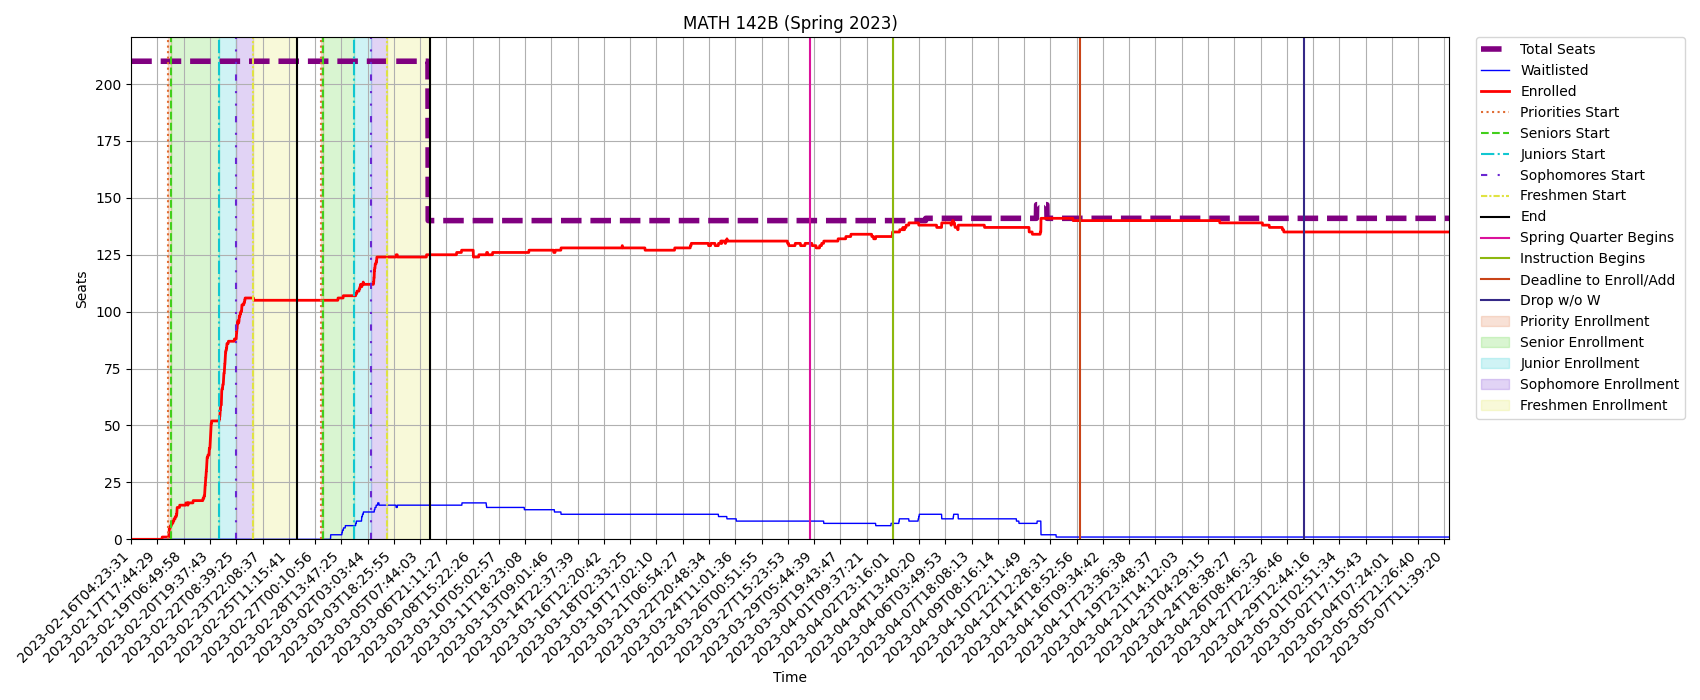 MATH 142B (Spring 2023)
Seats
200
175
150
125
100
75
50
25
0
2023-02-16T04:23:31
2023-02-17T17:44:29
2023-02-19T06:49:58
2023-02-20T19:37:43
2023-02-22T08:39:25
2023-02-23T22:08:37
2023-02-25T11:15:41
2023-02-27T00:10:56
2023-02-28T13:47:25
2023-03-02T03:03:44
2023-03-03T18:25:55
2023-03-05T07:44:03
2023-03-06T21:11:27
2023-03-08T15:22:26
2023-03-10T05:02:57
2023-03-11T18:23:08
2023-03-13T09:01:46
2023-03-14T22:37:39
2023-03-16T12:20:42
2023-03-18T02:33:25
2023-03-19T17:02:10
2023-03-21T06:54:27
2023-03-22T20:48:34
2023-03-24T11:01:36
2023-03-26T00:51:55
2023-03-27T15:23:53
2023-03-29T05:44:39
2023-03-30T19:43:47
2023-04-01T09:37:21
2023-04-02T23:16:01
2023-04-04T13:40:20
2023-04-06T03:49:53
2023-04-07T18:08:13
2023-04-09T08:16:14
2023-04-10T22:11:49
2023-04-12T12:28:31
2023-04-14T18:52:56
2023-04-16T09:34:42
2023-04-17T23:36:38
2023-04-19T23:48:37
2023-04-21T14:12:03
2023-04-23T04:29:15
2023-04-24T18:38:27
2023-04-26T08:46:32
2023-04-27T22:36:46
2023-04-29T12:44:16
2023-05-01T02:51:34
2023-05-02T17:15:43
2023-05-04T07:24:01
2023-05-05T21:26:40
2023-05-07T11:39:20
Time
Total Seats
Waitlisted
Enrolled
Priorities Start
Seniors Start
Juniors Start
Sophomores Start
Freshmen Start
End
Spring Quarter Begins
Instruction Begins
Deadline to Enroll/Add
Drop w/o W
Priority Enrollment
Senior Enrollment
Junior Enrollment
Sophomore Enrollment
Freshmen Enrollment